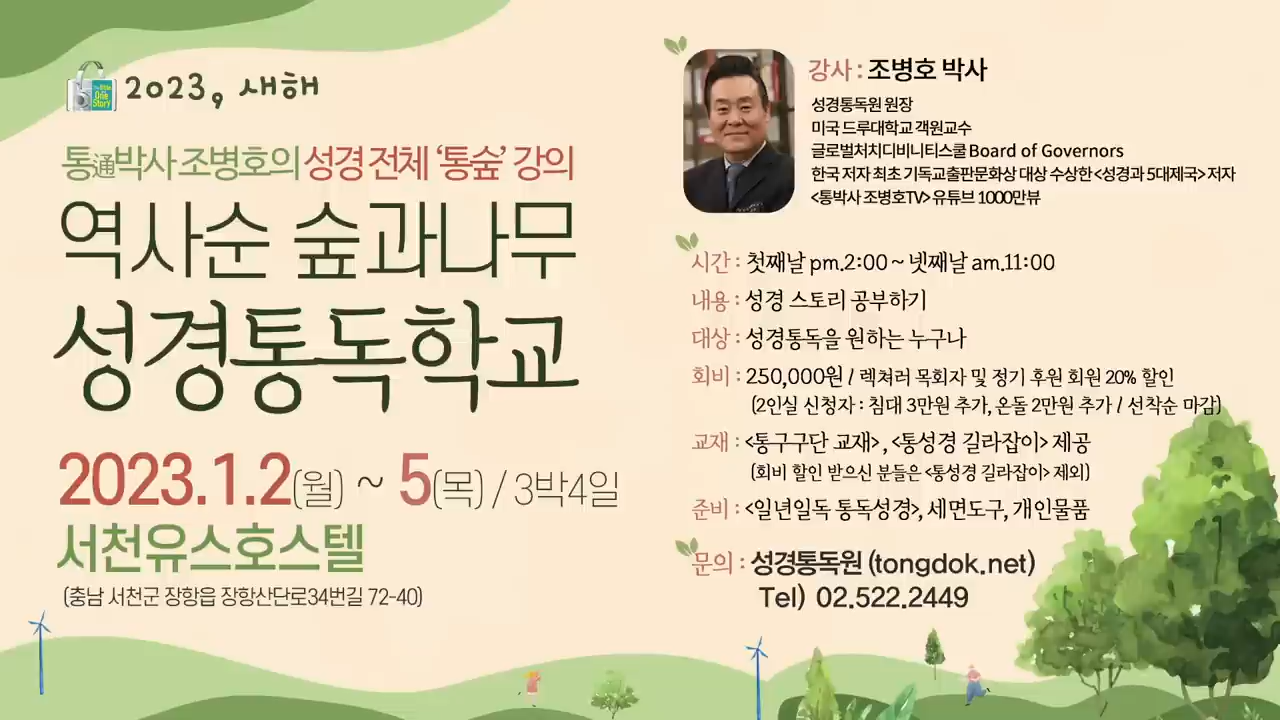 2023, 새해
통通박사 조병호의 성경 전체 ‘통숲’ 강의
역사순 숲과나무
성경통독학교
2023.1.2(월) ~ 5(목) / 3박4일
서천유스호스텔
(충남 서천군 장항읍 장항산단로34번길 72-40)
강사 : 조병호 박사
성경통독원 원장
미국 드루대학교 객원교수
글로벌처치디비니티스쿨 Board of Governors
한국 저자 최초 기독교출판문화상 대상 수상한 <성경과 5대제국> 저자
<통박사 조병호TV> 유튜브 1000만뷰
시간 : 첫째날 pm.2:00 ~ 넷째날 am.11:00
내용 : 성경 스토리 공부하기
대상 : 성경통독을 원하는 누구나
회비 : 250,000원 / 렉쳐러 목회자 및 정기 후원 회원 20% 할인
(2인실 신청자 : 침대 3만원 추가, 온돌 2만원 추가 / 선착순 마감)
교재 : <통구구단 교재> , <통성경 길라잡이> 제공
(회비 할인 받으신 분들은 <통성경 길라잡이> 제외)
준비 : <일년일독 통독성경>, 세면도구, 개인물품
문의 : 성경통독원 (tongdok.net)
Tel) 02.522.2449